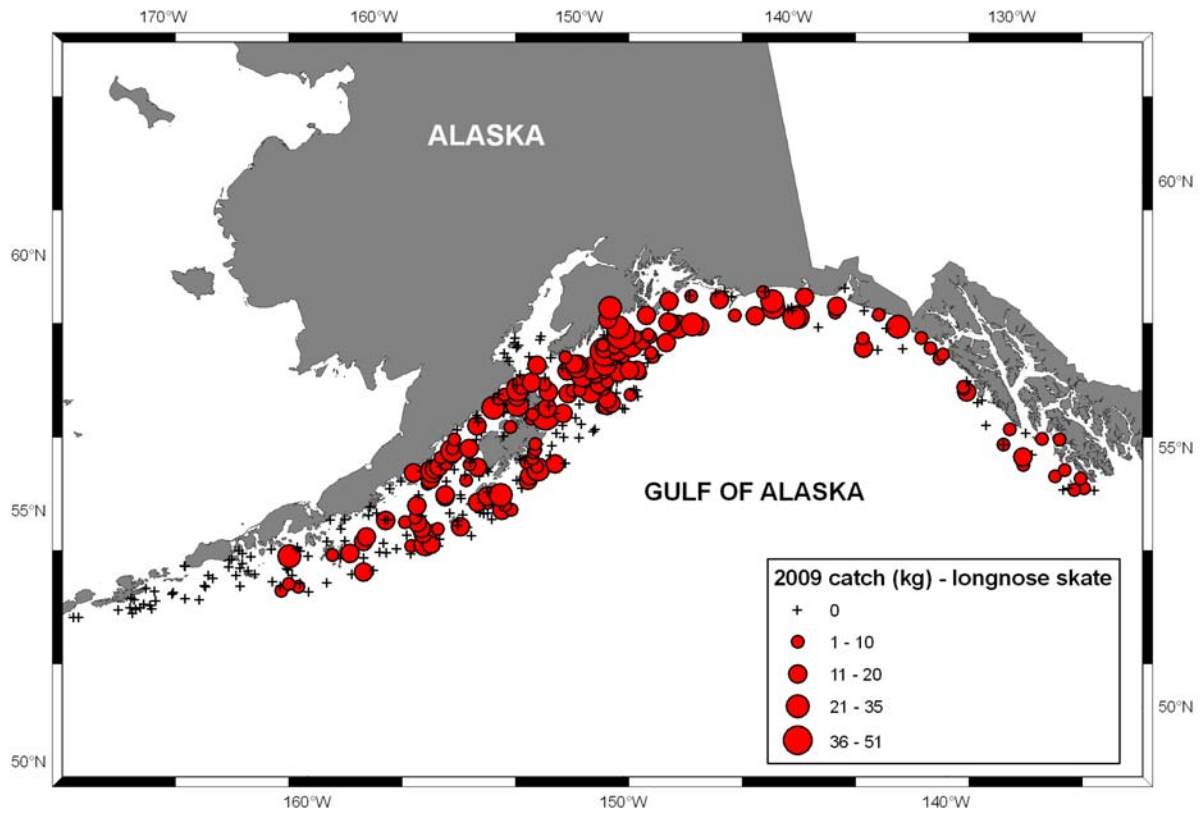 170°W 160°W 150°W 140°W 130°W
ALASKA
60°N
60°N
55°N
GULF OF ALASKA
55°N
2009 catch (kg) - longnose skate
0
1 - 10
11 - 20
21 - 35
36 - 51
50°N
50°N
160°W 150°W 140°W